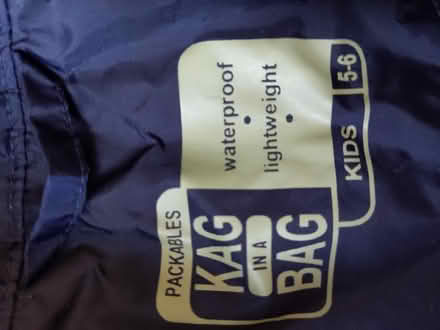 PACKABLES
KAG
IN A
BAG
waterproof
•
lightweight
•
KIDS 5-6